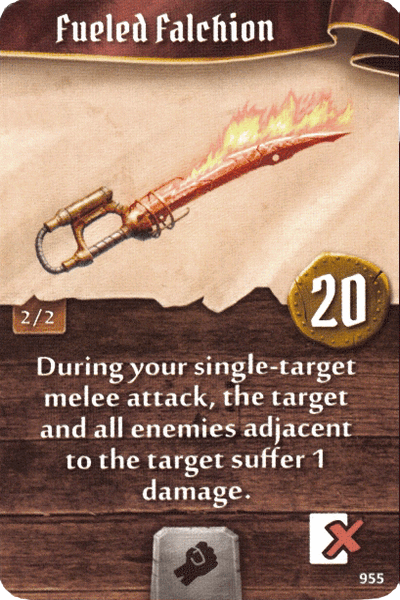 Fueled Falchion
2/2
20
During your single-target
melee attack, the target
and all enemies adjacent
to the target suffer 1
damage.
955